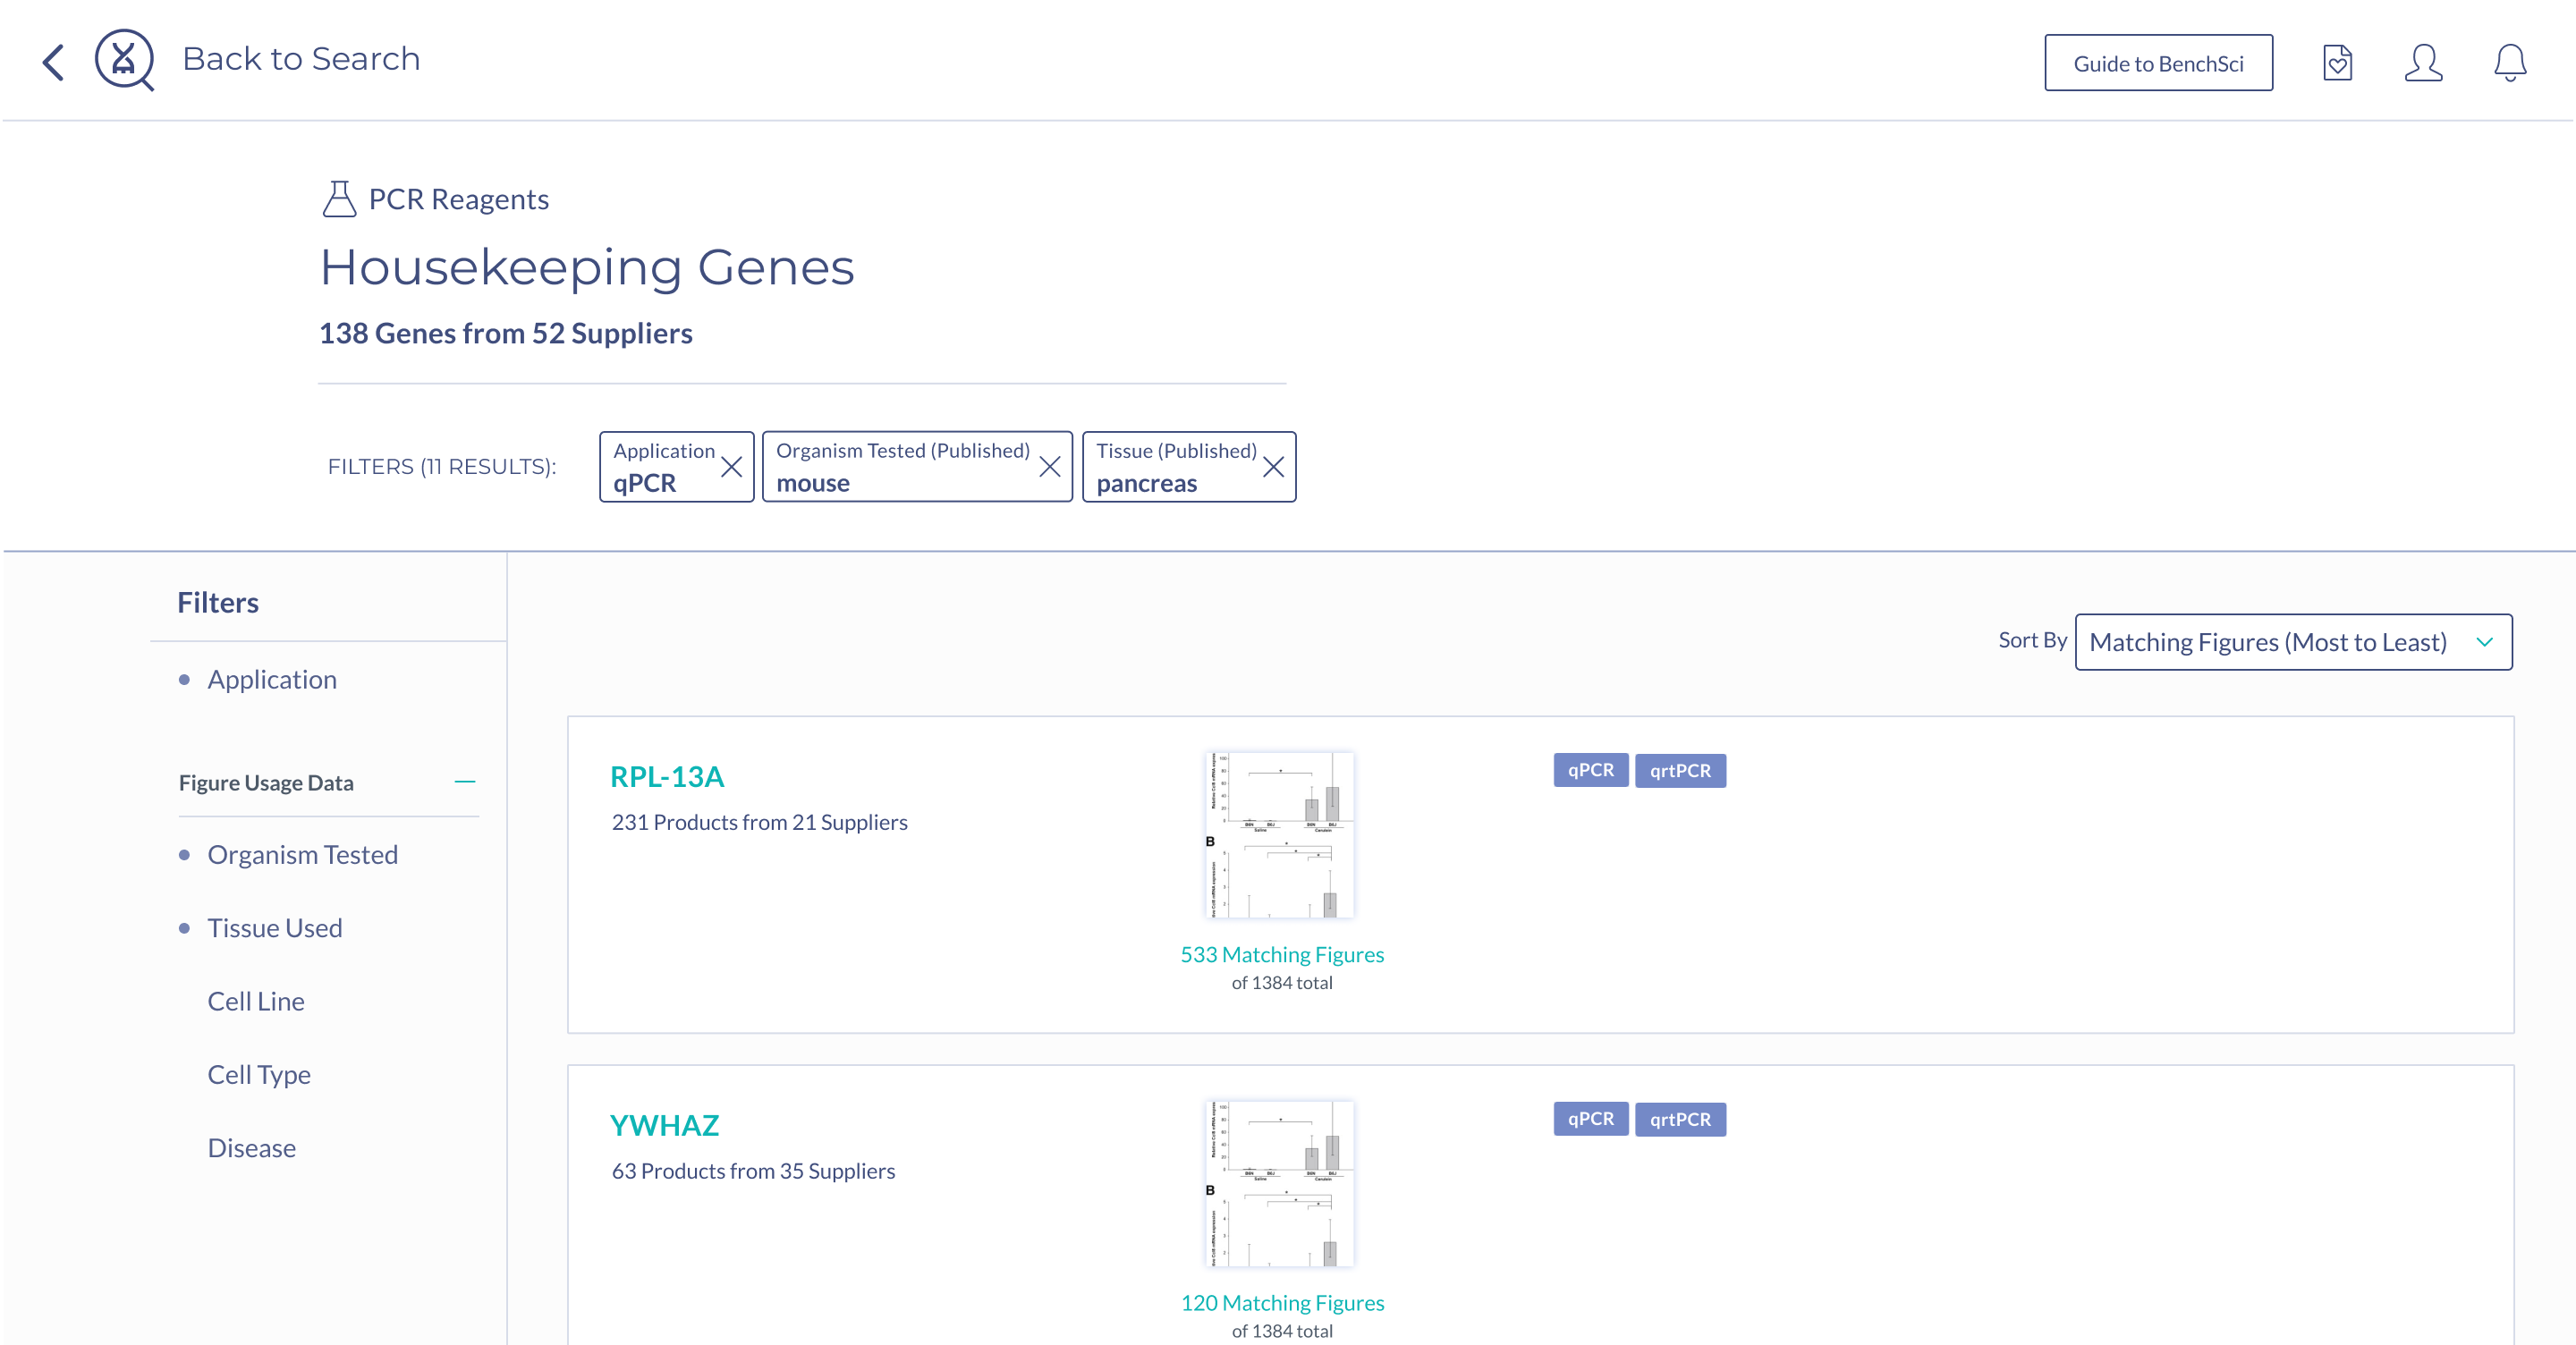 Back to Search
Guide to BenchSci
PCR Reagents
Housekeeping Genes
138 Genes from 52 Suppliers
FILTERS (11 RESULTS):
Application
qPCR
Organism Tested (Published)
mouse
Tissue (Published)
pancreas
Filters
Application
Figure Usage Data
Organism Tested
Tissue Used
Cell Line
Cell Type
Disease
Sort By
Matching Figures (Most to Least)
RPL-13A
231 Products from 21 Suppliers
B
533 Matching Figures
of 1384 total
qPCR
qrtPCR
YWHAZ
63 Products from 35 Suppliers
B
120 Matching Figures
of 1384 total
qPCR
qrtPCR